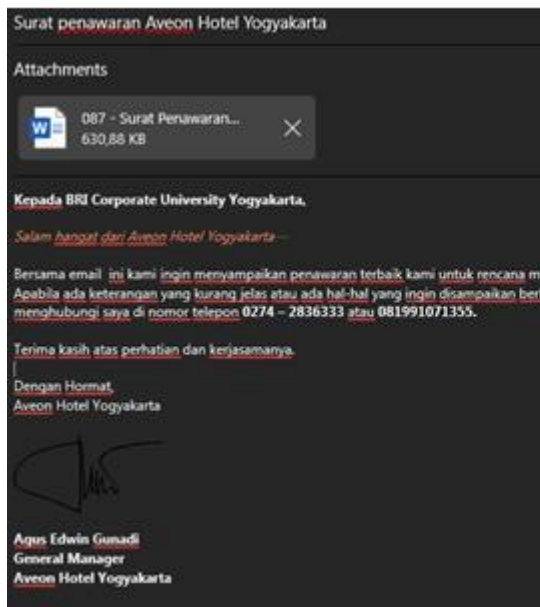 Surat penawaran Aveon Hotel Yogyakarta
Attachments
087 - Surat Penawaran...
630,88 KB
Kepada BRI Corporate University Yogyakarta,
Salam hangat dari Aveon Hotel Yogyakarta
Bersama email ini kami ingin menyampaikan penawaran terbaik kami untuk rencana m
Apabila ada keterangan yang kurang jelas atau ada hal-hal yang ingin disampaikan ber
menghubungi saya di nomor telepon 0274 – 2836333 atau 081991071355.
Terima kasih atas perhatian dan kerjasamanya.
Dengan Hormat,
Aveon Hotel Yogyakarta
Agus Edwin Gunadi
General Manager
Aveon Hotel Yogyakarta